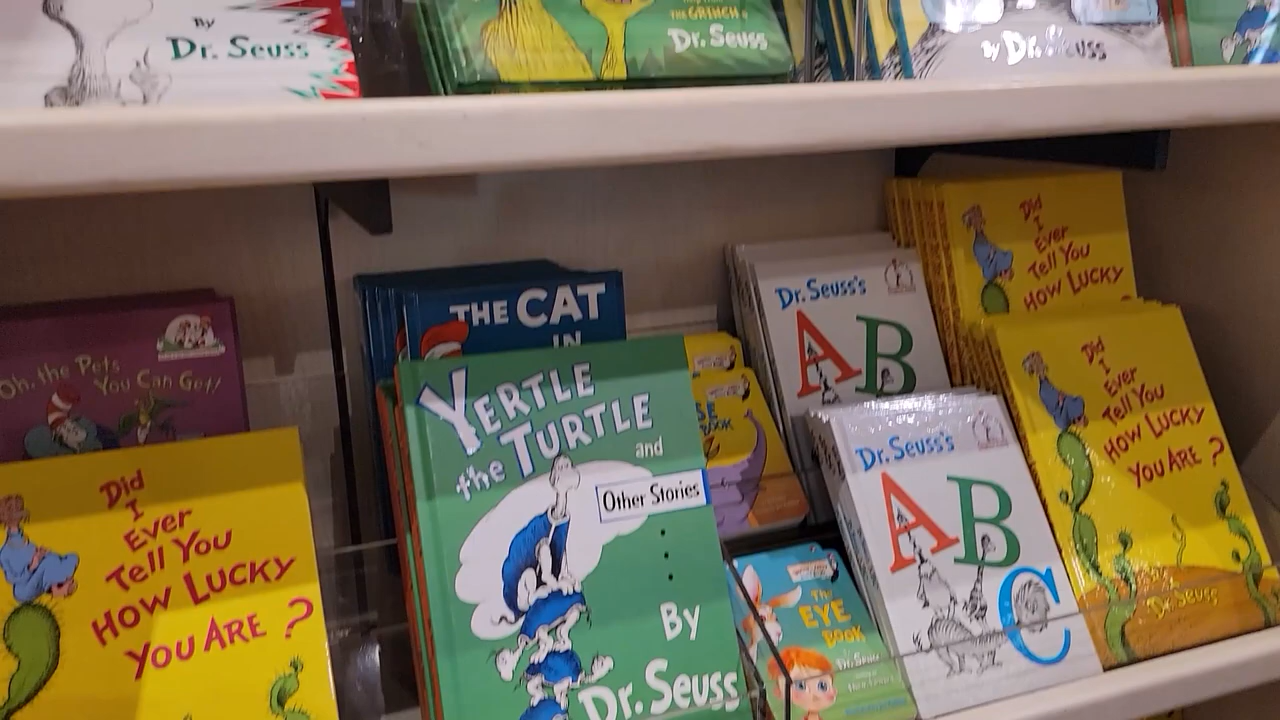 By
Dr. Seuss
THE GRINCH
Dr. Seuss
By Dr. Seuss
Oh, the Pets
You Can Get!
THE CAT
IN
Dr. Seuss's
AB
Did
I
Ever
Tell You
How Lucky
Did
I
Ever
Tell You
How Lucky
You Are?
Yertle
the Turtle
and
Other Stories
By
Dr. Seuss
The
EYE
BOOK
Dr. Seuss's
A B
C
Did
I
Ever
Tell You
How Lucky
You Are?
Dr. Seuss